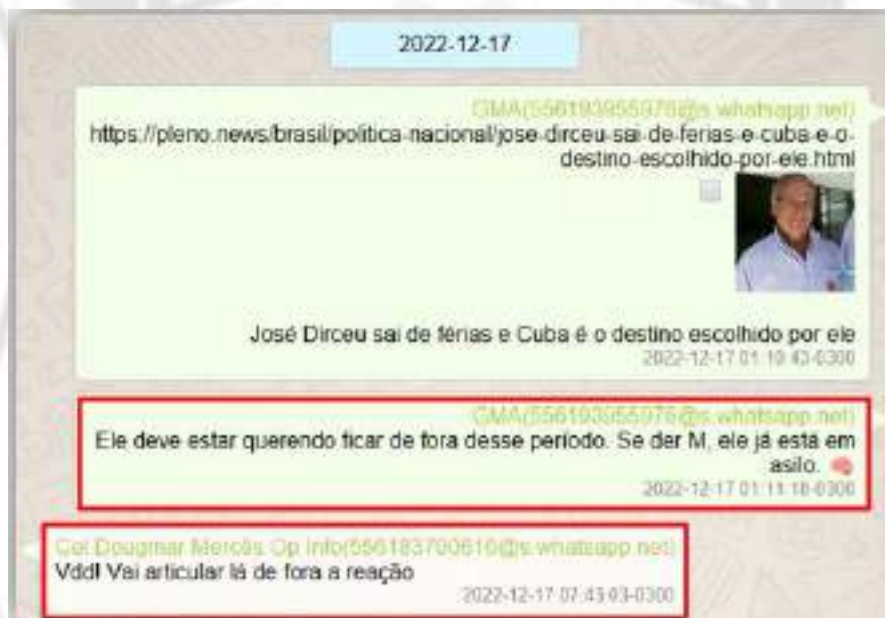 2022-12-17
GMA(556193955976@s.whatsapp.net)
https://pleno.news/brasil/politica-nacional/jose-dirceu-sai-de-ferias-e-cuba-e-o-
destino-escolhido-por-ele.html
José Dirceu sai de férias e Cuba é o destino escolhido por ele
2022-12-17 01:10:43-0300
GMA(556193955976@s.whatsapp.net)
Ele deve estar querendo ficar de fora desse período. Se der M, ele já está em
asilo.
2022-12-17 01:11:18-0300
Cel Dougmar Mercês Op Info(556183700616@s.whatsapp.net)
Vdd! Vai articular lá de fora a reação
2022-12-17 07:43:03-0300